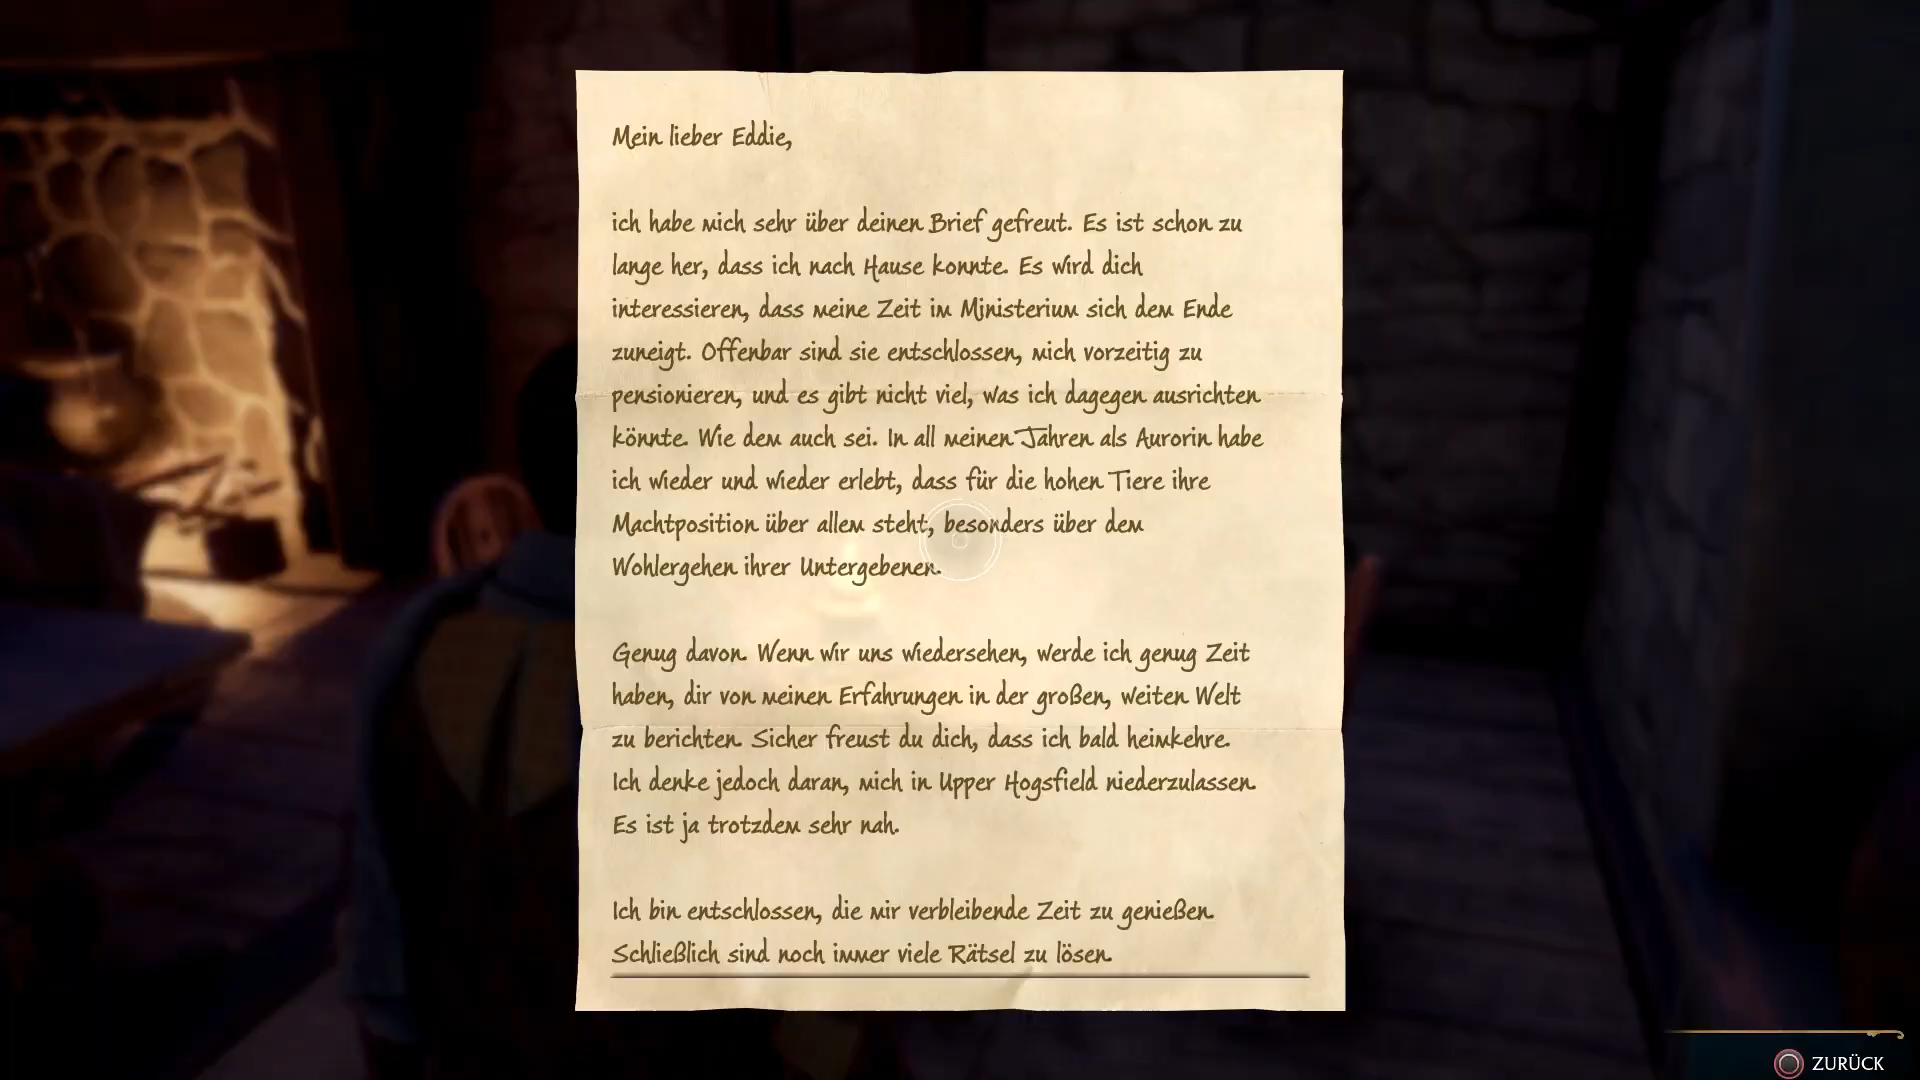 Mein lieber Eddie,
ich habe mich sehr über deinen Brief gefreut. Es ist schon zu
lange her, dass ich nach Hause konnte. Es wird dich
interessieren, dass meine Zeit im Ministerium sich dem Ende
zuneigt. Offenbar sind sie entschlossen, mich vorzeitig zu
pensionieren, und es gibt nicht viel, was ich dagegen ausrichten
könnte. Wie dem auch sei. In all meinen Jahren als Aurorin habe
ich wieder und wieder erlebt, dass für die hohen Tiere ihre
Machtposition über allem steht, besonders über dem
Wohlergehen ihrer Untergebenen.
Genug davon. Wenn wir uns wiedersehen, werde ich genug Zeit
haben, dir von meinen Erfahrungen in der großen, weiten Welt
zu berichten. Sicher freust du dich, dass ich bald heimkehre.
Ich denke jedoch daran, mich in Upper Hogsfield niederzulassen.
Es ist ja trotzdem sehr nah.
Ich bin entschlossen, die mir verbleibende Zeit zu genießen.
Schließlich sind noch immer viele Rätsel zu lösen.
ZURÜCK